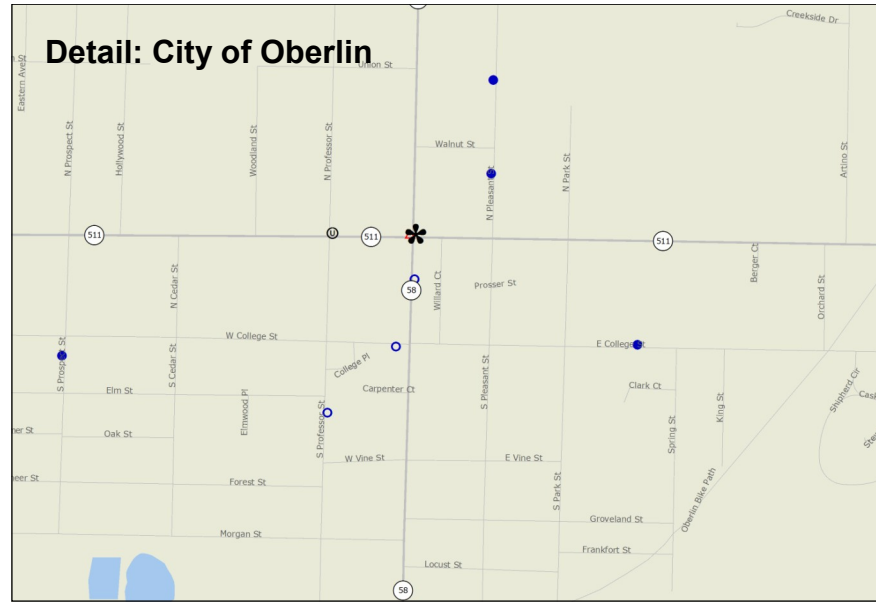 Detail: City of Oberlin
Creekside Dr
Union St
Eastern Ave
N Prospect St
Hollywood St
Woodland St
N Professor St
Walnut St
N Pleasant St
N Park St
Artino St
511
U
511
*
511
58
Willard Ct
Prosser St
Berger Ct
Orchard St
N Cedar St
W College St
E College St
S Prospect St
S Cedar St
College Pl
Carpenter Ct
S Pleasant St
Clark Ct
Shipherd Cir
Elm St
Elmwood Pl
S Professor St
King St
Spring St
Oak St
W Vine St
E Vine St
Forest St
S Park St
Oberlin Bike Path
Groveland St
Morgan St
Frankfort St
Locust St
58